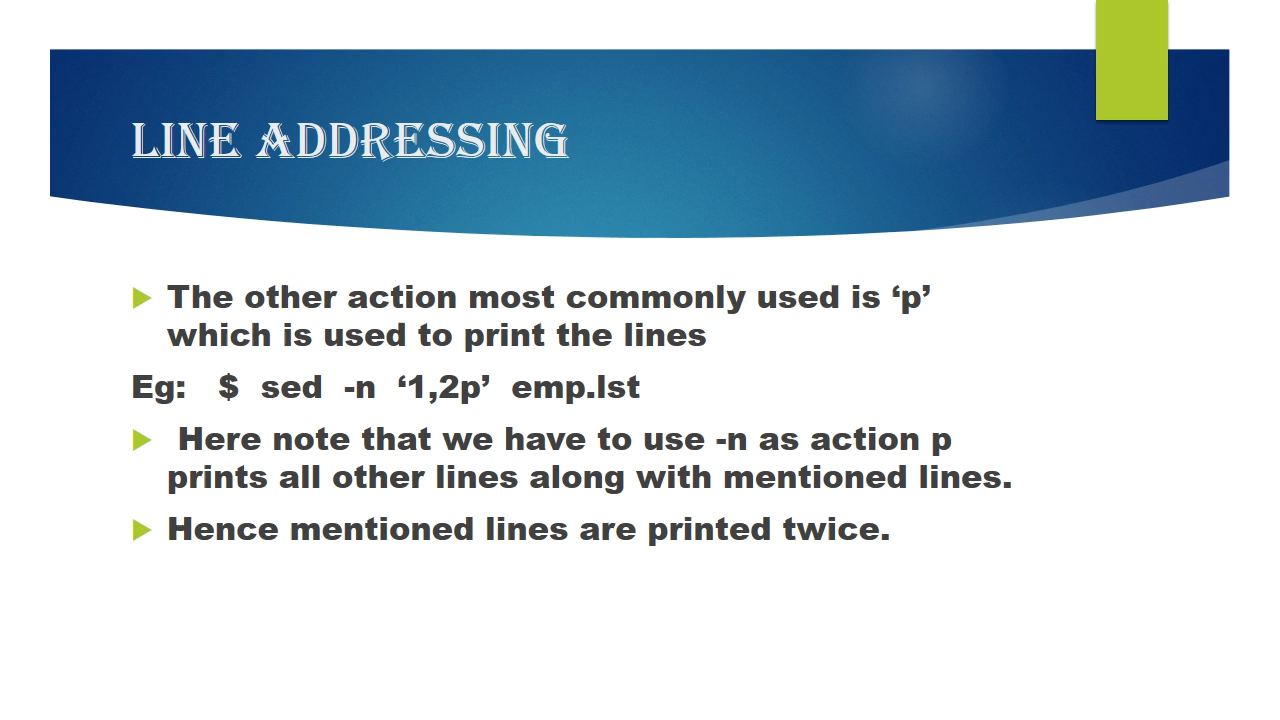 LINE ADDRESSING
The other action most commonly used is ‘p’
which is used to print the lines
Eg: $ sed -n ‘1,2p’ emp.lst
Here note that we have to use -n as action p
prints all other lines along with mentioned lines.
Hence mentioned lines are printed twice.